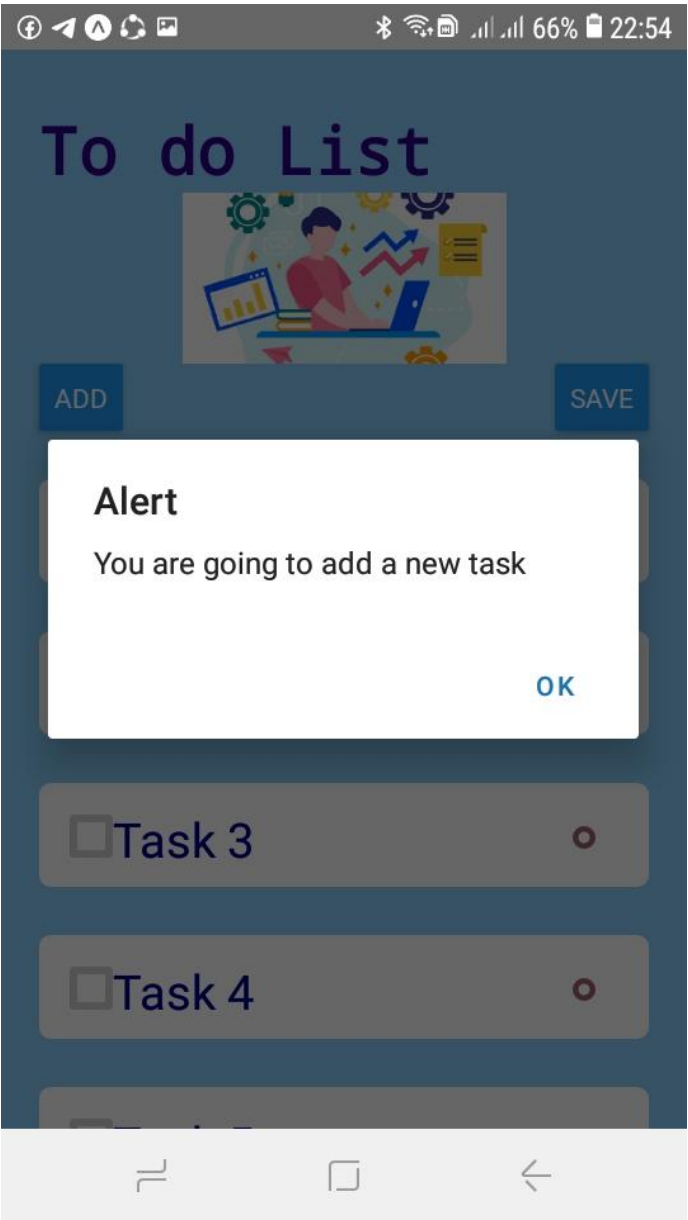 66% 22:54
To do List
ADD SAVE
Alert
You are going to add a new task
OK
Task 3
Task 4